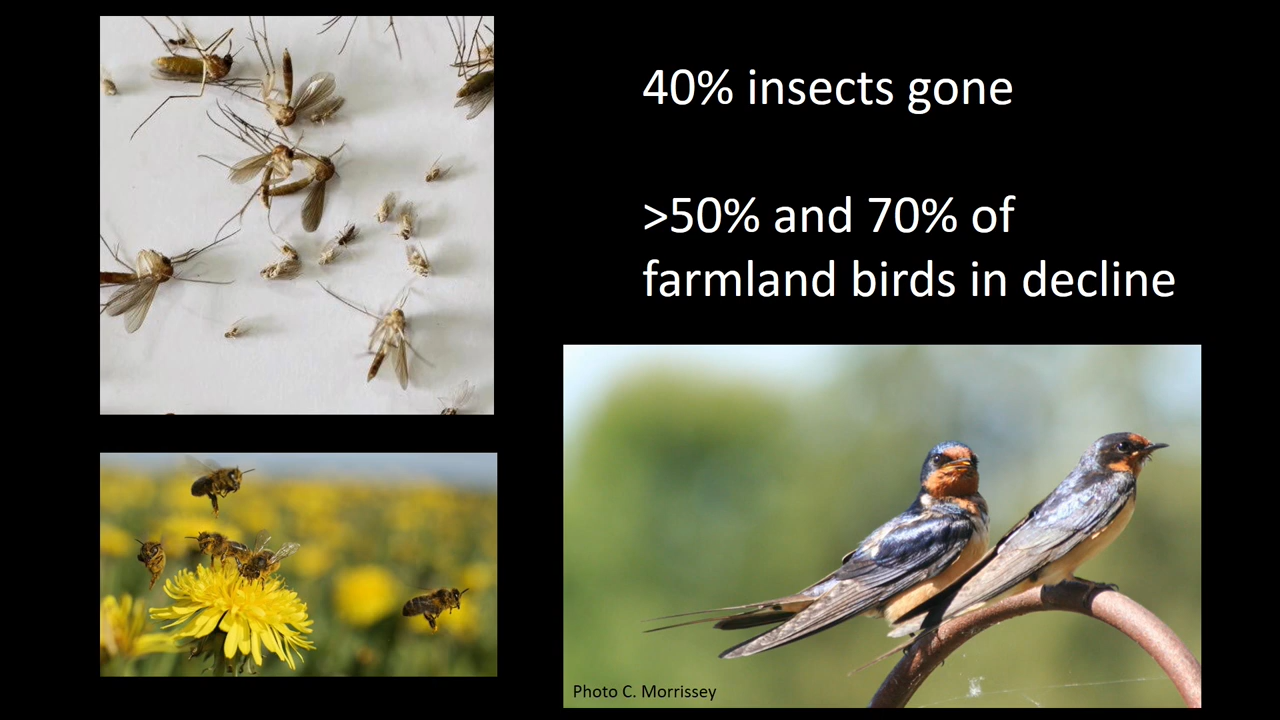 40% insects gone
>50% and 70% of
farmland birds in decline
Photo C. Morrissey